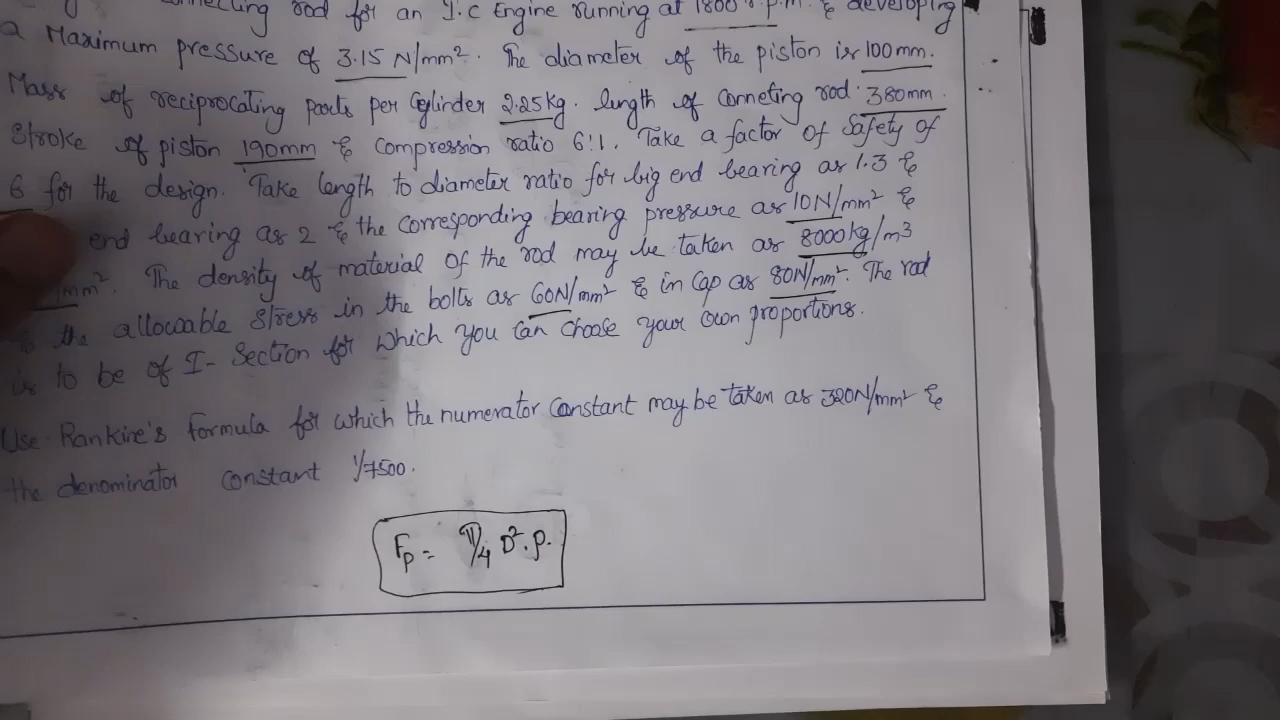 rod for an I.C Engine running at 1800 r.p.m. & developing
a Maximum pressure of 3.15 N/mm². The diameter of the piston is 100mm.
Mass of reciprocating parts per Cylinder 2.25kg. length of Conneting rod 380mm.
Stroke of piston 190mm & Compression ratio 6:1. Take a factor of Safety of
6 for the design. Take length to diameter ratio for big end bearing as 1.3 &
end bearing as 2 & the corresponding bearing pressure as 10N/mm² &
mm². The density of material of the rod may be taken as 8000kg/m3
& the allowable stress in the bolts as 60N/mm² & in Cap as 80N/mm². The rod
is to be of I-Section for which you Can choose your own proportions.
Use Rankine's formula for which the numerator Constant may be taken as 320N/mm² &
the denominator constant 1/7500.
Fp = π/4 D².p.